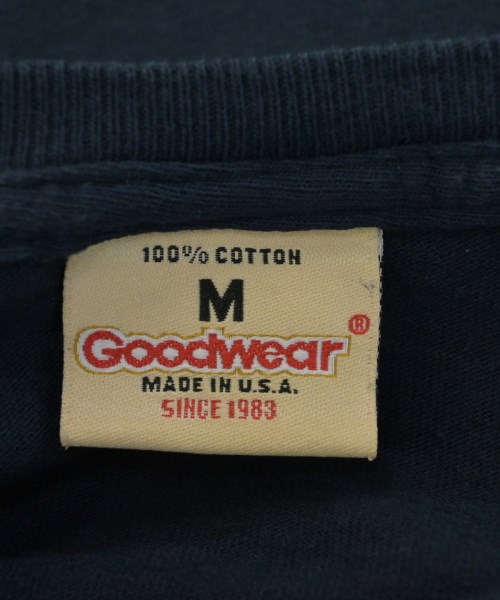 100% COTTON
M
Goodwear®
MADE IN U.S.A.
SINCE 1983